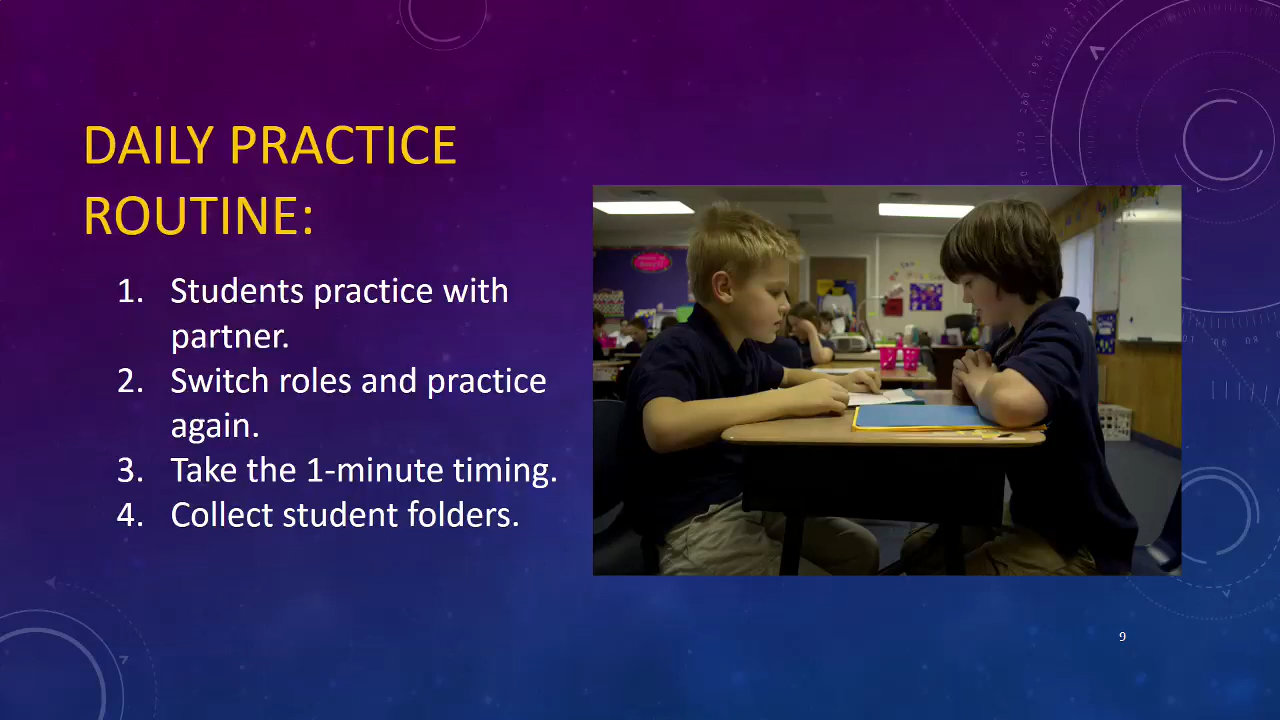 DAILY PRACTICE
ROUTINE:
1. Students practice with
partner.
2. Switch roles and practice
again.
3. Take the 1-minute timing.
4. Collect student folders.
9